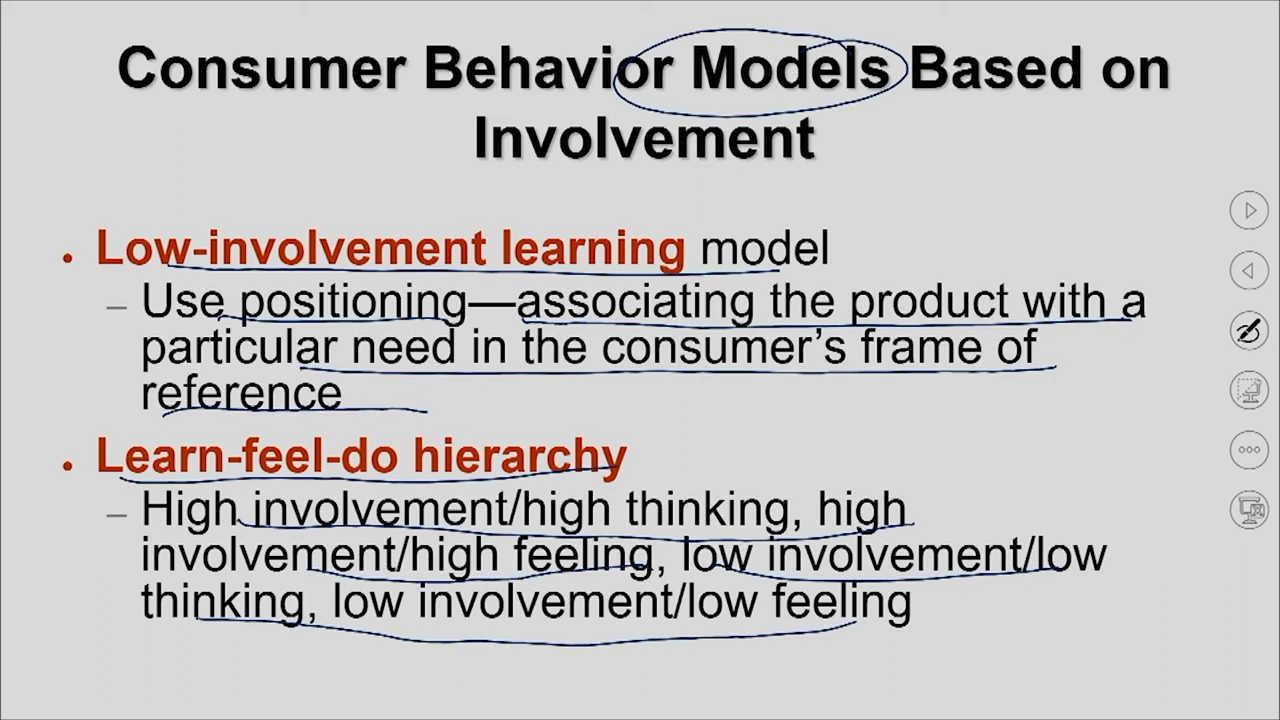 Consumer Behavior Models Based on
Involvement
• Low-involvement learning model
– Use positioning—associating the product with a
particular need in the consumer’s frame of
reference
• Learn-feel-do hierarchy
– High involvement/high thinking, high
involvement/high feeling, low involvement/low
thinking, low involvement/low feeling